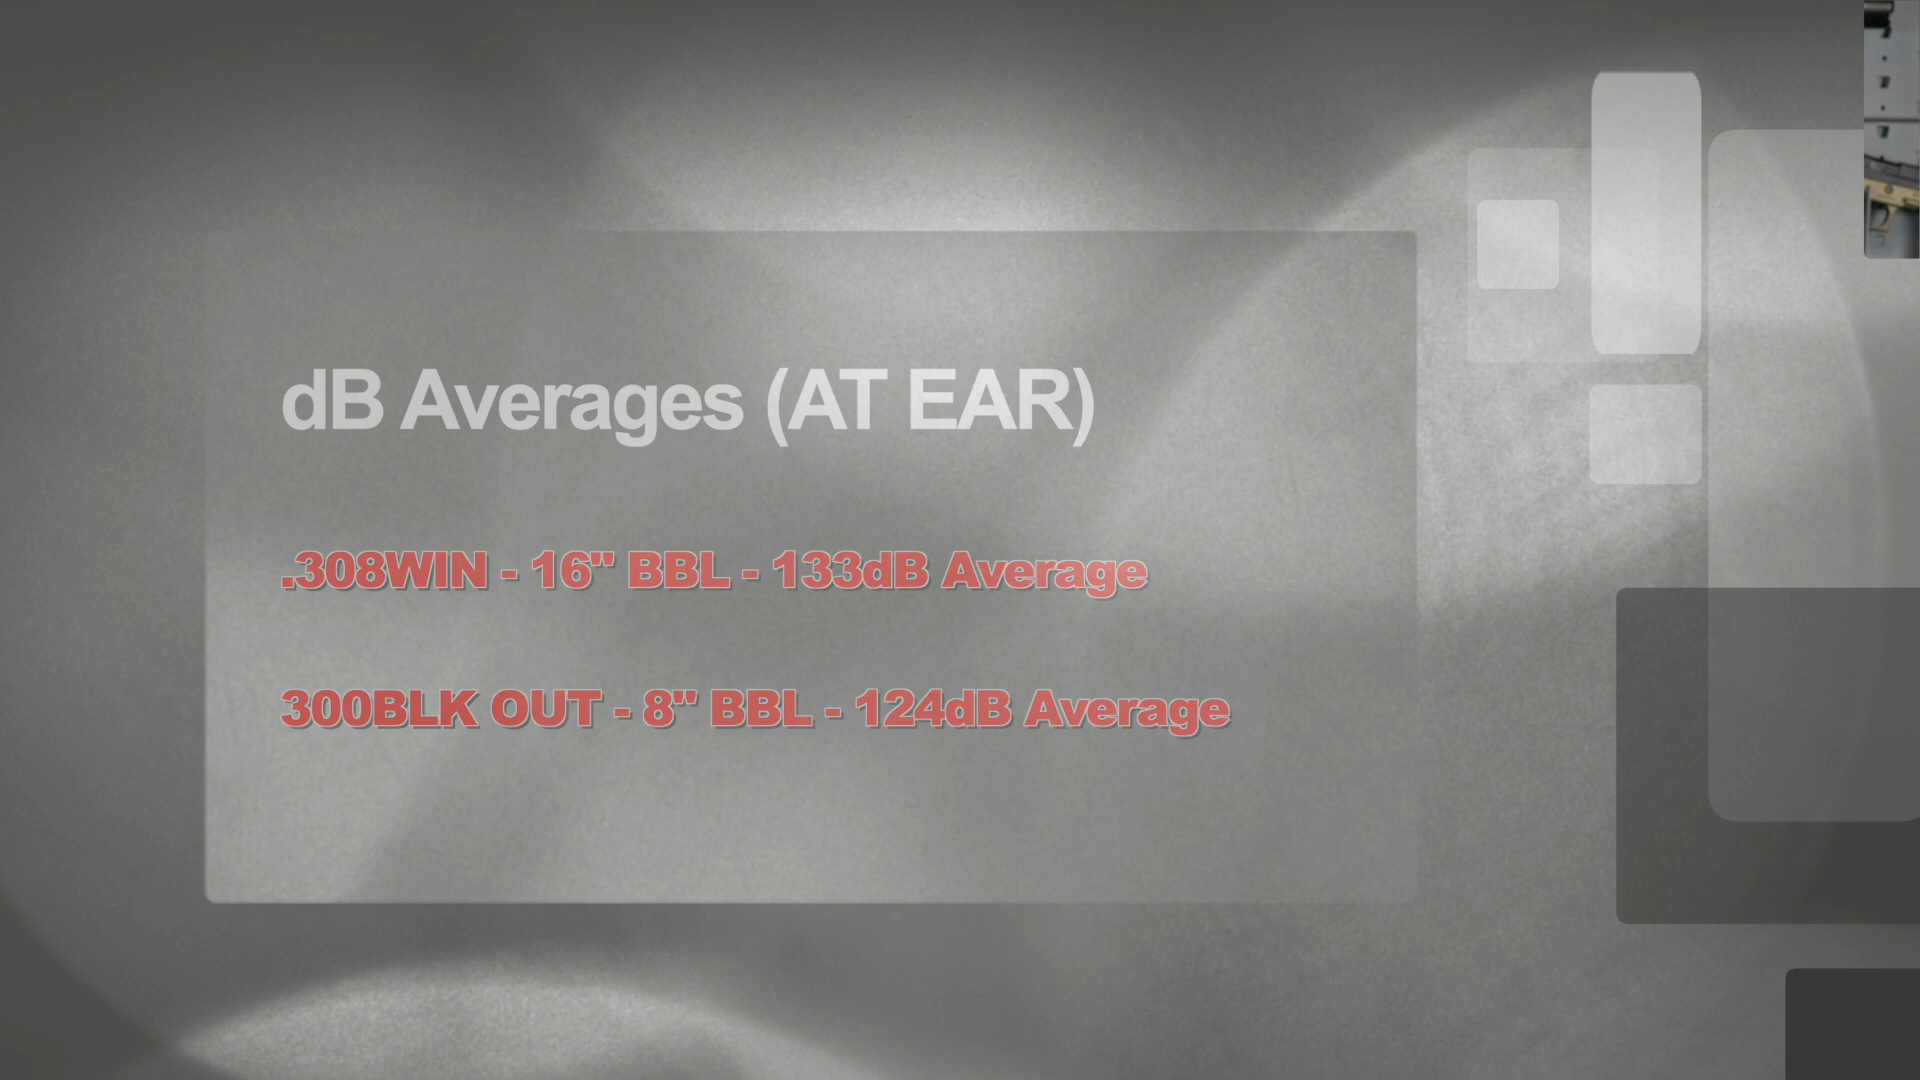 dB Averages (AT EAR)
.308WIN - 16" BBL - 133dB Average
300BLK OUT - 8" BBL - 124dB Average